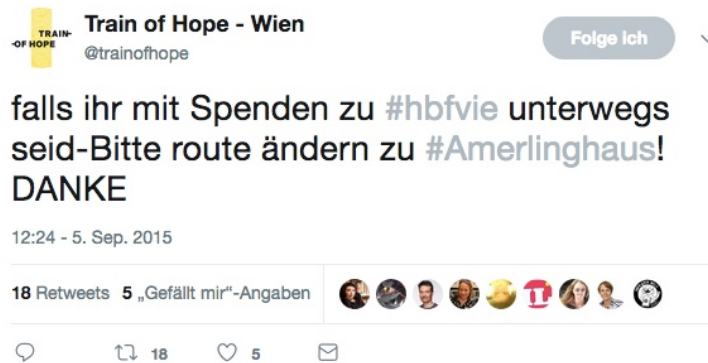 TRAIN-
-OF HOPE
Train of Hope - Wien
@trainofhope
Folge ich
falls ihr mit Spenden zu #hbfvie unterwegs
seid-Bitte route ändern zu #Amerlinghaus!
DANKE
12:24 - 5. Sep. 2015
18 Retweets 5 „Gefällt mir“-Angaben
18 5